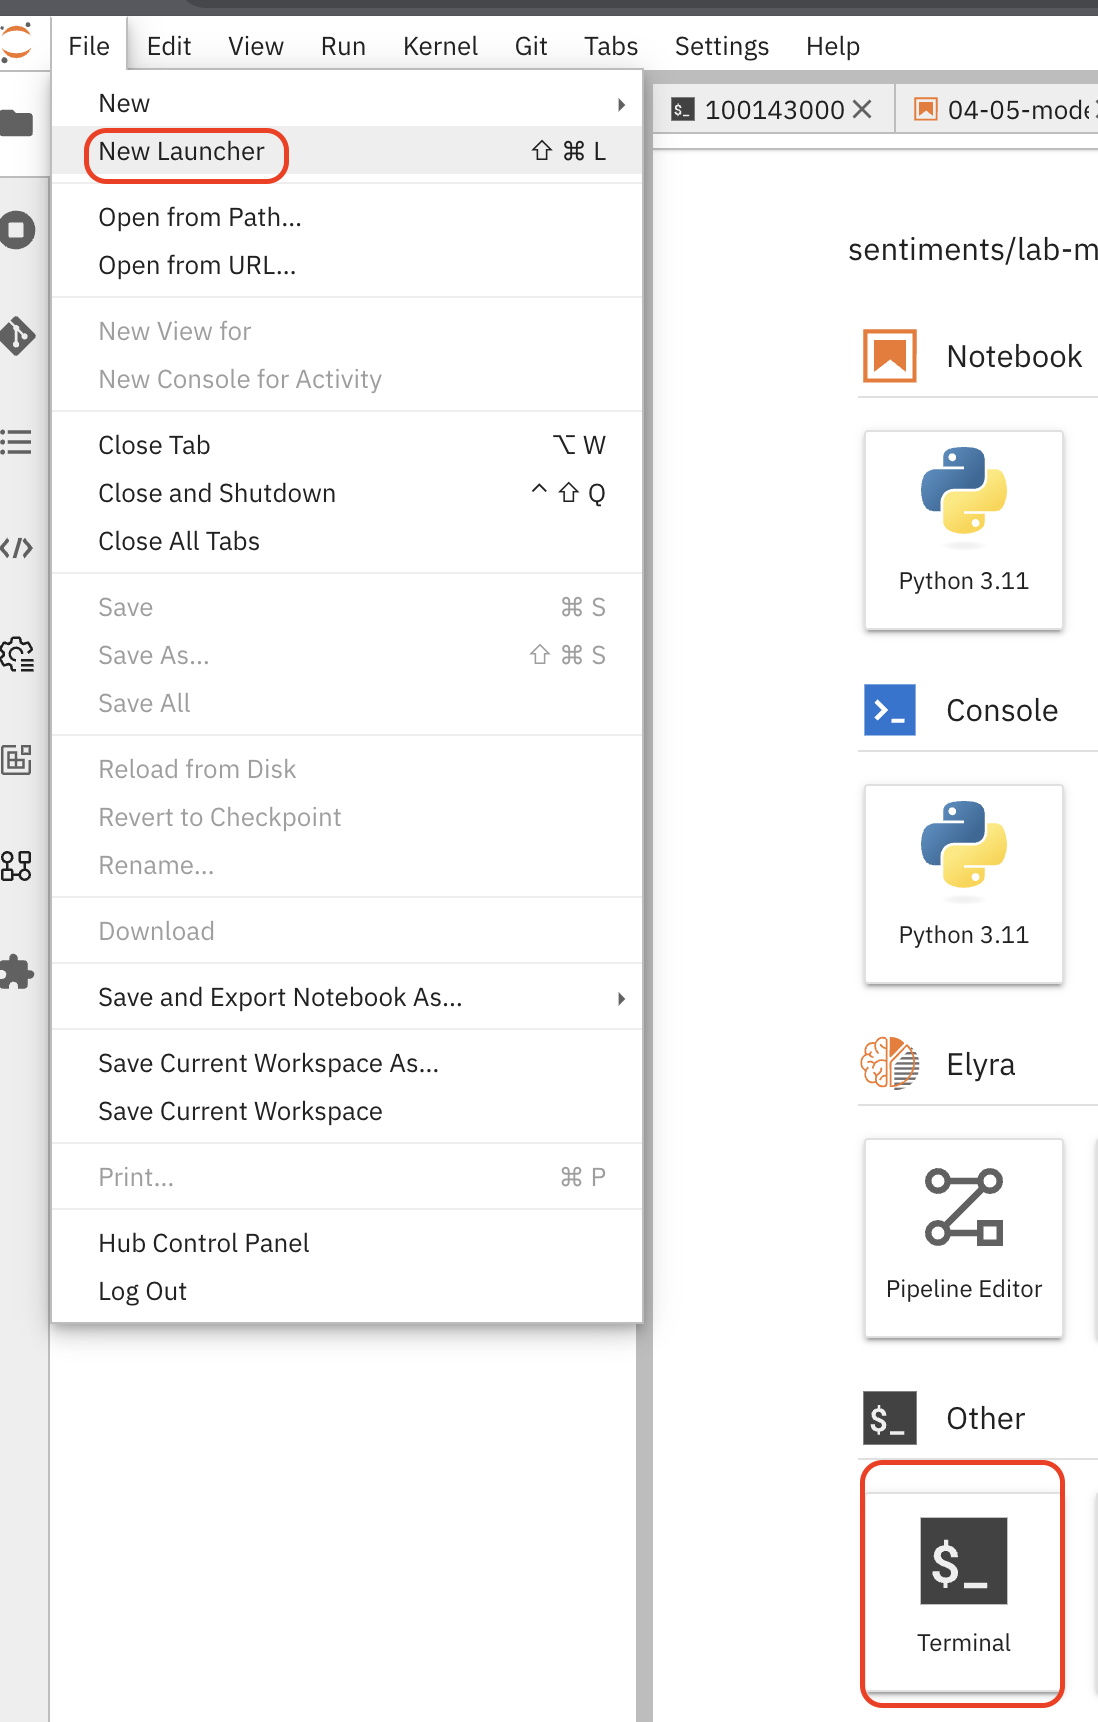 File Edit View Run Kernel Git Tabs Settings Help
New
New Launcher ⇧ ⌘ L
Open from Path...
Open from URL...
New View for
New Console for Activity
Close Tab ⌥ W
Close and Shutdown ^ ⇧ Q
Close All Tabs
Save ⌘ S
Save As... ⇧ ⌘ S
Save All
Reload from Disk
Revert to Checkpoint
Rename...
Download
Save and Export Notebook As...
Save Current Workspace As...
Save Current Workspace
Print... ⌘ P
Hub Control Panel
Log Out
$_ 100143000
04-05-mode
sentiments/lab-m
Notebook
Python 3.11
Console
Python 3.11
Elyra
Pipeline Editor
$_ Other
$_
Terminal